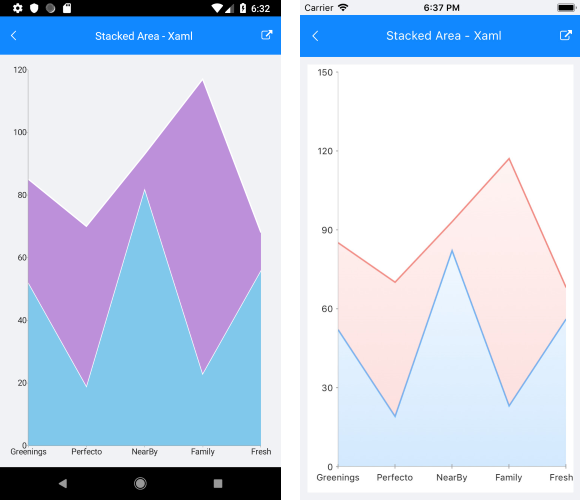 6:32
Stacked Area - Xaml
120
100
80
60
40
20
0
Greenings Perfecto NearBy Family Fresh
Carrier 6:37 PM
Stacked Area - Xaml
150
120
90
60
30
0
Greenings Perfecto NearBy Family Fresh